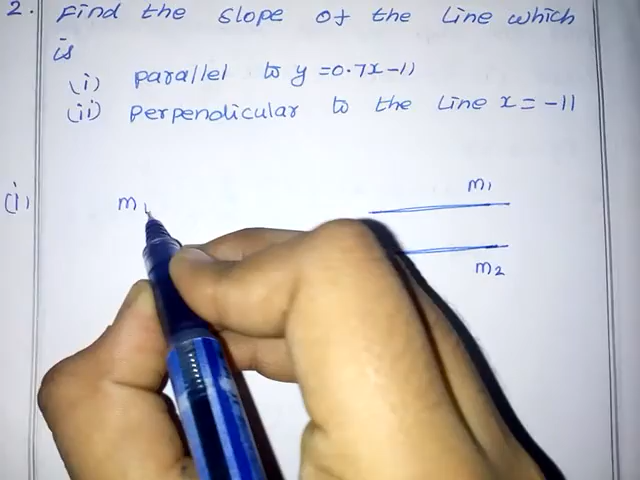 2. Find the slope of the line which
is
(i) parallel to y = 0.7x - 11
(ii) perpendicular to the line x = -11
(i) m1
m1
m2